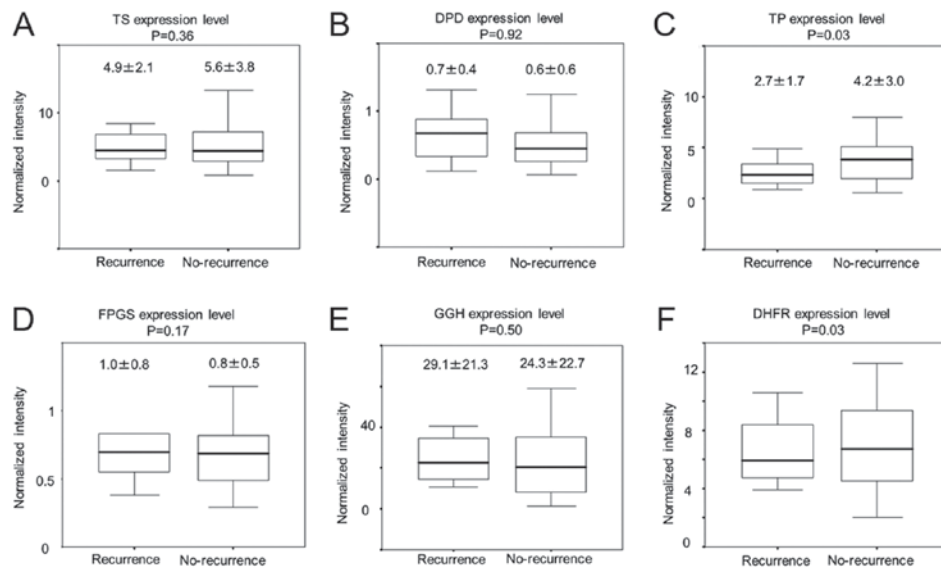 A
TS expression level
P=0.36
4.9±2.1
5.6±3.8
10
0
Normalized intensity
Recurrence
No-recurrence
B
DPD expression level
P=0.92
0.7±0.4
0.6±0.6
1
0
Normalized intensity
Recurrence
No-recurrence
C
TP expression level
P=0.03
2.7±1.7
4.2±3.0
10
5
0
Normalized intensity
Recurrence
No-recurrence
D
FPGS expression level
P=0.17
1.0±0.8
0.8±0.5
1
0.5
0
Normalized intensity
Recurrence
No-recurrence
E
GGH expression level
P=0.50
29.1±21.3
24.3±22.7
40
0
Normalized intensity
Recurrence
No-recurrence
F
DHFR expression level
P=0.03
12
8
4
0
Normalized intensity
Recurrence
No-recurrence